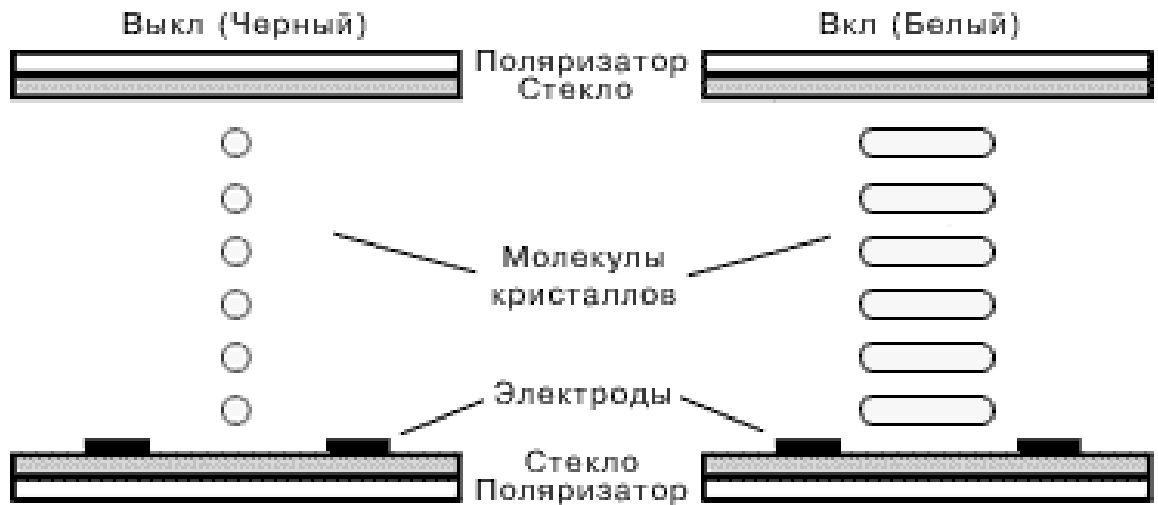 Выкл (Черный)
Вкл (Белый)
Поляризатор
Стекло
Молекулы
кристаллов
Электроды
Стекло
Поляризатор